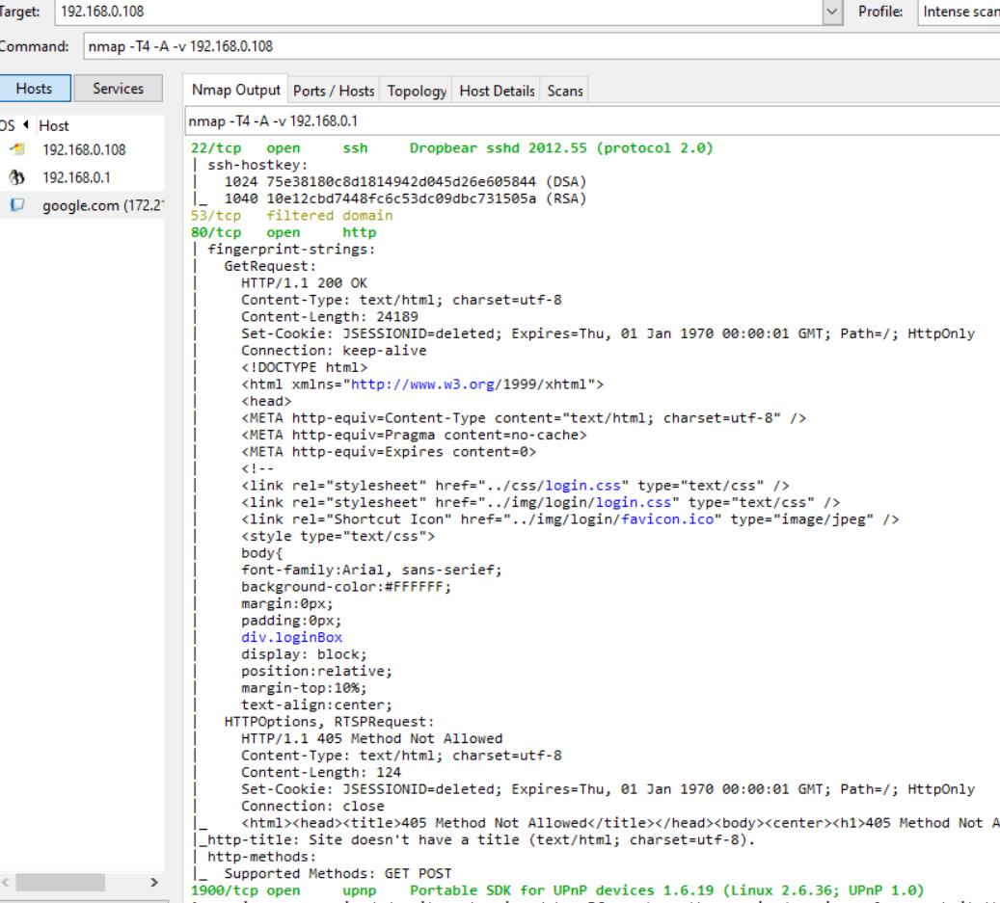 Target: 192.168.0.108 Profile: Intense scan
Command: nmap -T4 -A -v 192.168.0.108
Hosts Services Nmap Output Ports / Hosts Topology Host Details Scans
OS Host
192.168.0.108
192.168.0.1
google.com (172.2
nmap -T4 -A -v 192.168.0.1
22/tcp open ssh Dropbear sshd 2012.55 (protocol 2.0)
| ssh-hostkey:
| 1024 75e38180c8d1814942d045d26e605844 (DSA)
|_ 1040 10e12cbd7448fc6c53dc09dbc731505a (RSA)
53/tcp filtered domain
80/tcp open http
| fingerprint-strings:
| GetRequest:
| HTTP/1.1 200 OK
| Content-Type: text/html; charset=utf-8
| Content-Length: 24189
| Set-Cookie: JSESSIONID=deleted; Expires=Thu, 01 Jan 1970 00:00:01 GMT; Path=/; HttpOnly
| Connection: keep-alive
| <!DOCTYPE html>
| <html xmlns="http://www.w3.org/1999/xhtml">
| <head>
| <META http-equiv=Content-Type content="text/html; charset=utf-8" />
| <META http-equiv=Pragma content=no-cache>
| <META http-equiv=Expires content=0>
| <!--
| <link rel="stylesheet" href="../css/login.css" type="text/css" />
| <link rel="stylesheet" href="../img/login/login.css" type="text/css" />
| <link rel="Shortcut Icon" href="../img/login/favicon.ico" type="image/jpeg" />
| <style type="text/css">
| body{
| font-family:Arial, sans-serief;
| background-color:#FFFFFF;
| margin:0px;
| padding:0px;
| div.loginBox
| display: block;
| position:relative;
| margin-top:10%;
| text-align:center;
| HTTPOptions, RTSPRequest:
| HTTP/1.1 405 Method Not Allowed
| Content-Type: text/html; charset=utf-8
| Content-Length: 124
| Set-Cookie: JSESSIONID=deleted; Expires=Thu, 01 Jan 1970 00:00:01 GMT; Path=/; HttpOnly
| Connection: close
|_ <html><head><title>405 Method Not Allowed</title></head><body><center><h1>405 Method Not A
|_http-title: Site doesn't have a title (text/html; charset=utf-8).
| http-methods:
|_ Supported Methods: GET POST
1900/tcp open upnp Portable SDK for UPnP devices 1.6.19 (Linux 2.6.36; UPnP 1.0)